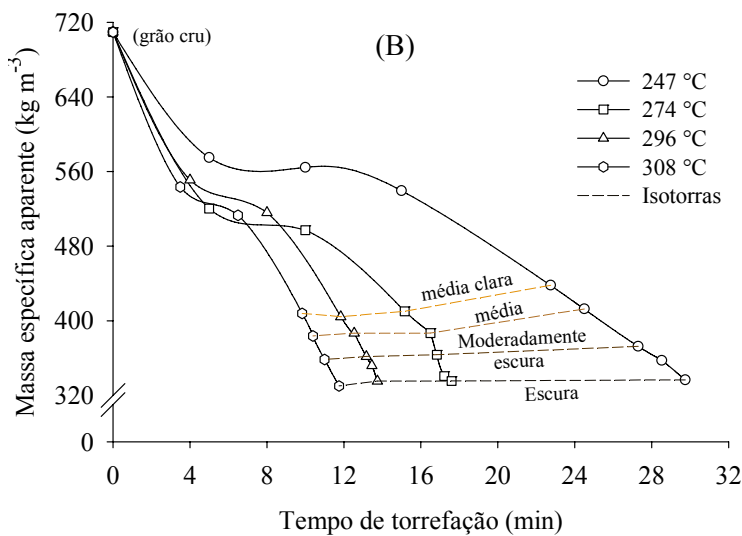 720
640
560
480
400
320
0
Massa específica aparente (kg m-3)
(grão cru)
(B)
247 °C
274 °C
296 °C
308 °C
Isotorras
média clara
média
Moderadamente
escura
Escura
0 4 8 12 16 20 24 28 32
Tempo de torrefação (min)